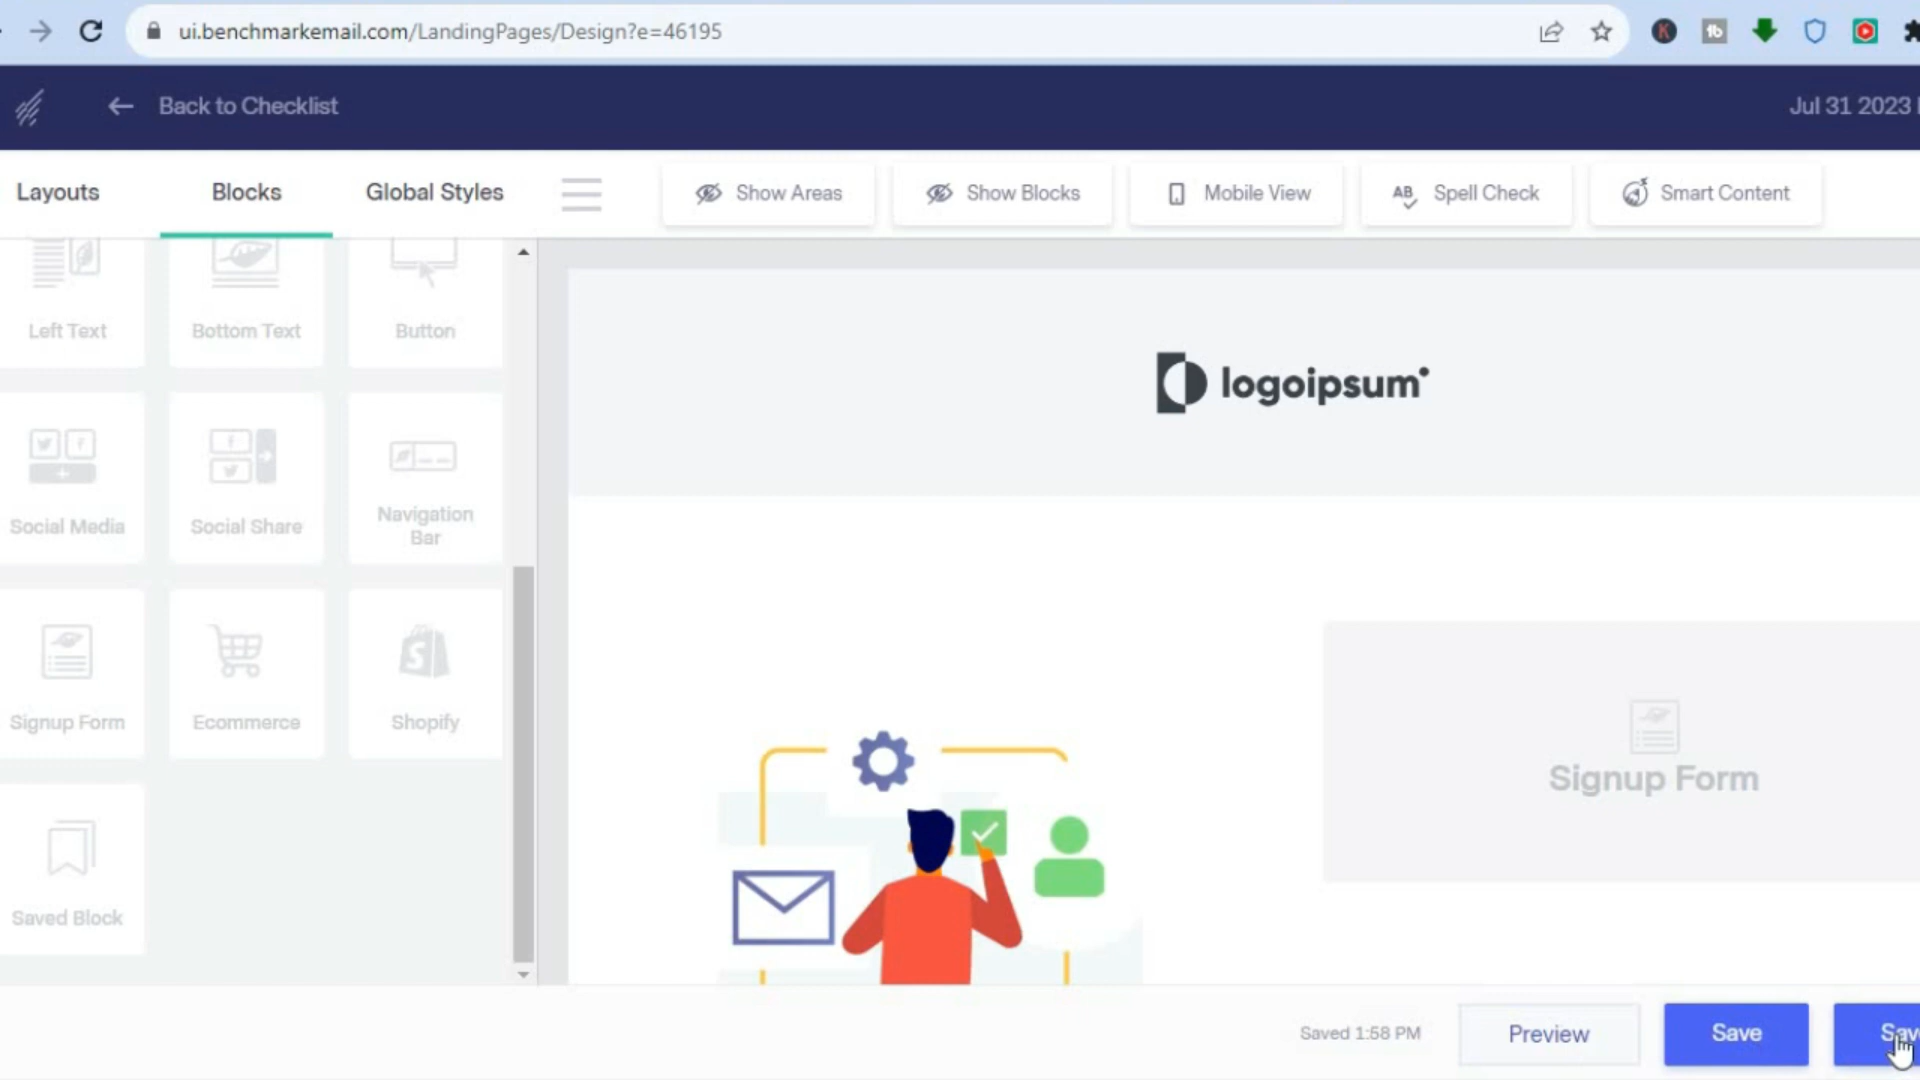 ui.benchmarkemail.com/LandingPages/Design?e=46195
Back to Checklist
Jul 31 2023
Layouts
Blocks
Global Styles
Show Areas
Show Blocks
Mobile View
AB
Spell Check
Smart Content
Left Text
Bottom Text
Button
Social Media
Social Share
Navigation
Bar
Signup Form
Ecommerce
Shopify
Saved Block
logoipsum
Signup Form
Saved 1:58 PM
Preview
Save